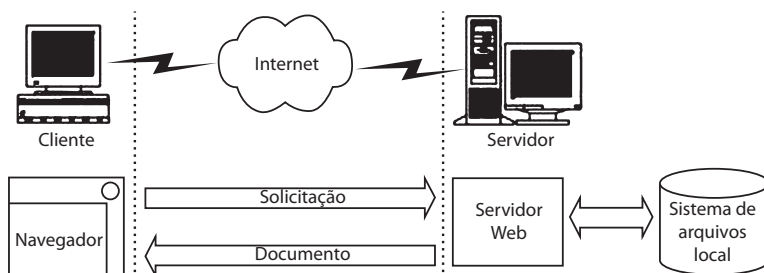 Internet
Cliente
Servidor
Solicitação
Navegador
Documento
Servidor
Web
Sistema de
arquivos
local